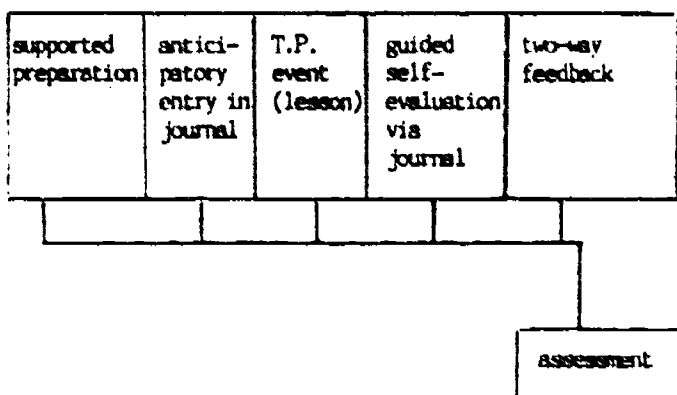 supported
preparation
antici-
patory
entry in
journal
T.P.
event
(lesson)
guided
self-
evaluation
via
journal
two-way
feedback
assessment